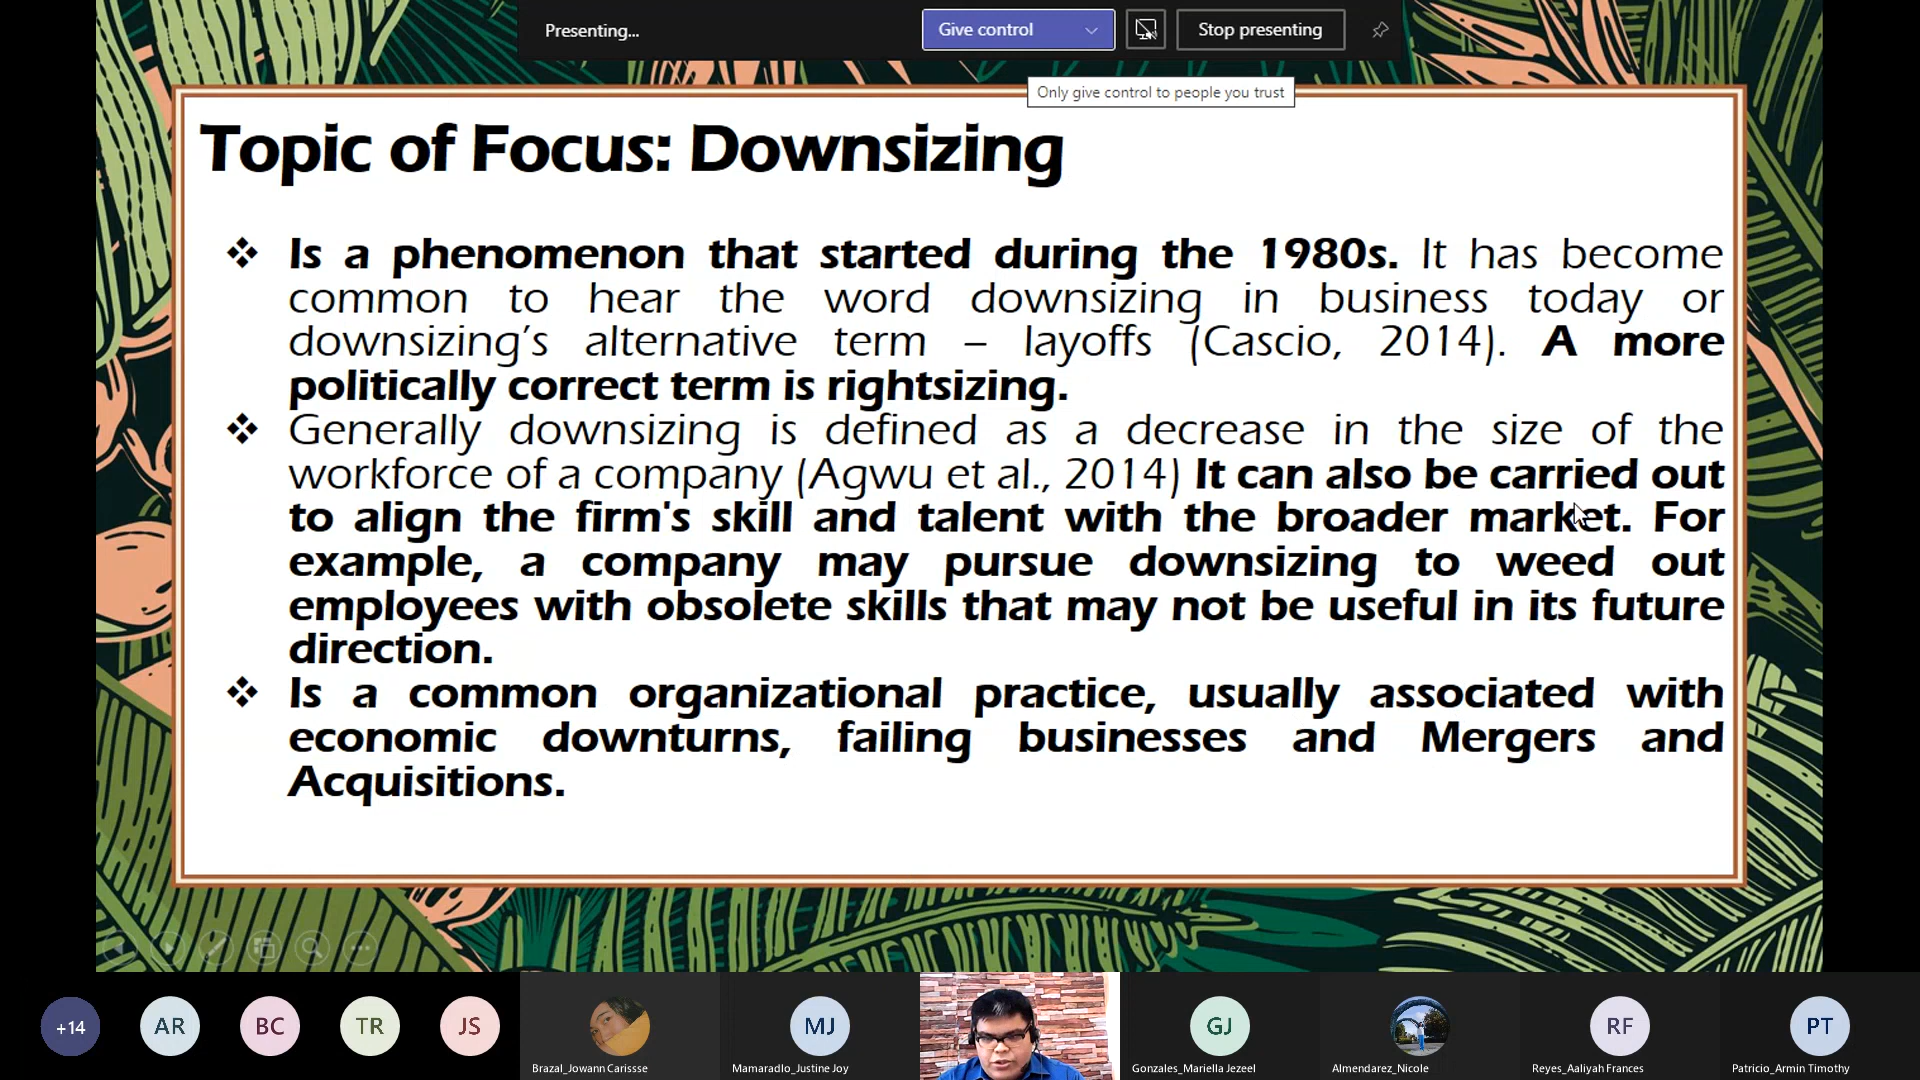 Presenting...
Give control
Stop presenting
Only give control to people you trust
Topic of Focus: Downsizing
❖ Is a phenomenon that started during the 1980s. It has become
common to hear the word downsizing in business today or
downsizing’s alternative term – layoffs (Cascio, 2014). A more
politically correct term is rightsizing.
❖ Generally downsizing is defined as a decrease in the size of the
workforce of a company (Agwu et al., 2014) It can also be carried out
to align the firm's skill and talent with the broader market. For
example, a company may pursue downsizing to weed out
employees with obsolete skills that may not be useful in its future
direction.
❖ Is a common organizational practice, usually associated with
economic downturns, failing businesses and Mergers and
Acquisitions.
+14
AR
BC
TR
JS
MJ
GJ
RF
PT
Brazal_Jowann Carissse
Mamaradlo_Justine Joy
Gonzales_Mariella Jezeel
Almendarez_Nicole
Reyes_Aaliyah Frances
Patricio_Armin Timothy